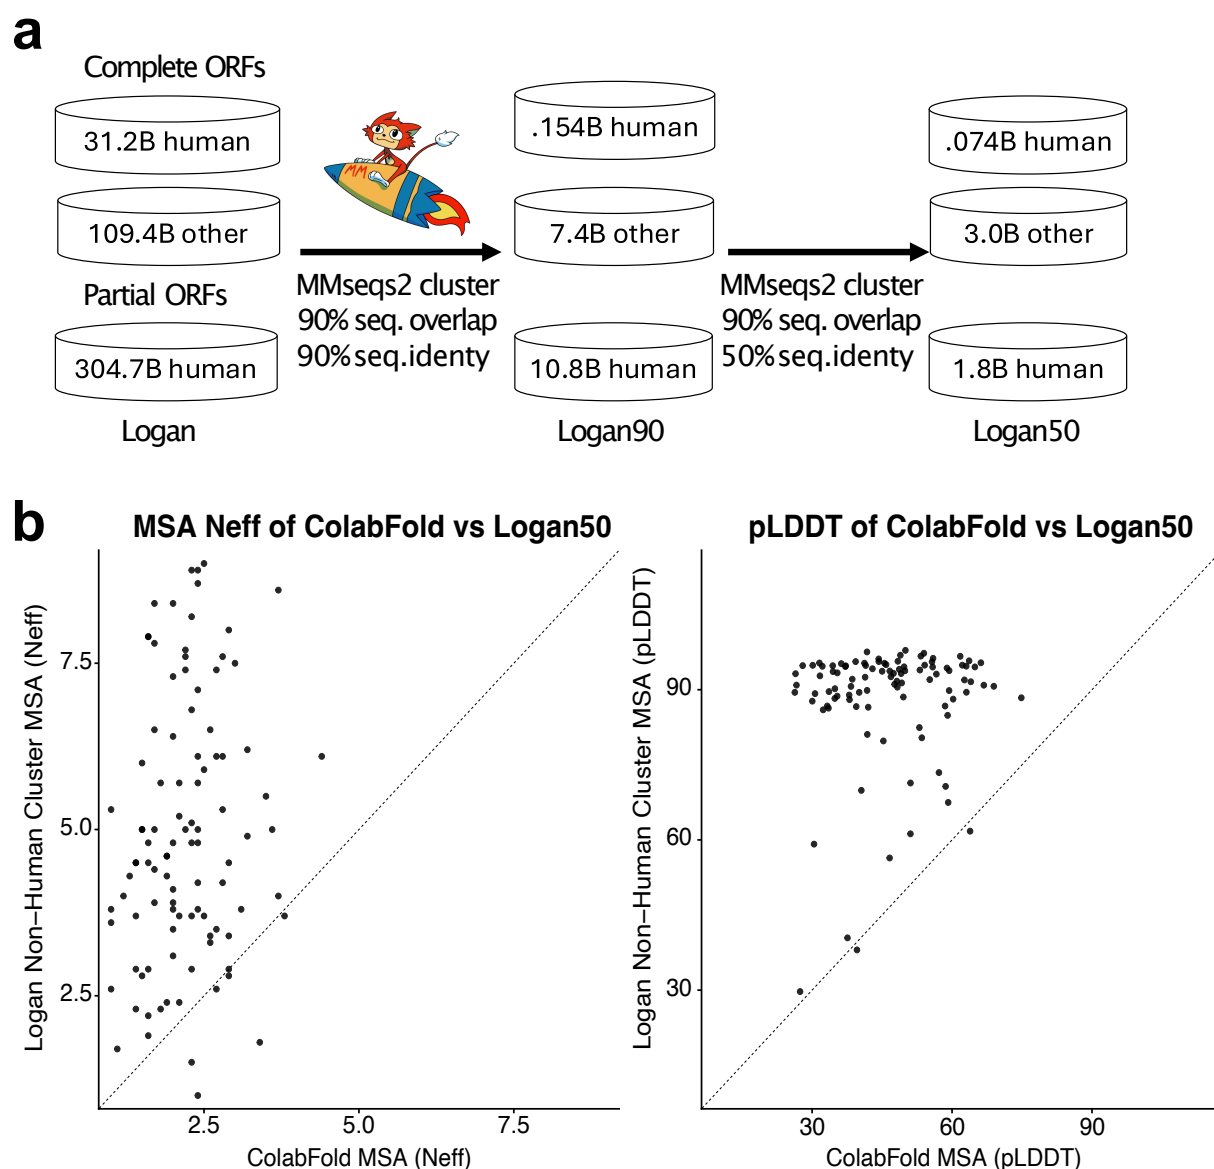 a
Complete ORFs
31.2B human
109.4B other
Partial ORFs
304.7B human
Logan
MM
MMseqs2 cluster
90% seq. overlap
90% seq.identy
.154B human
7.4B other
10.8B human
Logan90
MMseqs2 cluster
90% seq. overlap
50% seq.identy
.074B human
3.0B other
1.8B human
Logan50
b
MSA Neff of ColabFold vs Logan50
Logan Non−Human Cluster MSA (Neff)
7.5
5.0
2.5
2.5 5.0 7.5
ColabFold MSA (Neff)
pLDDT of ColabFold vs Logan50
Logan Non−Human Cluster MSA (pLDDT)
90
60
30
30 60 90
ColabFold MSA (pLDDT)